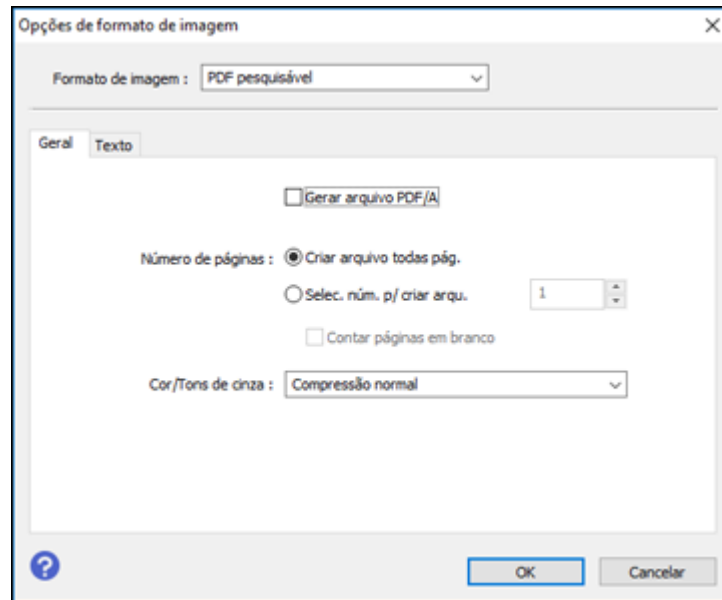 Opções de formato de imagem
Formato de imagem : PDF pesquisável
Geral Texto
Gerar arquivo PDF/A
Número de páginas : Criar arquivo todas pág.
Selec. núm. p/ criar arqu. 1
Contar páginas em branco
Cor/Tons de cinza : Compressão normal
? OK Cancelar